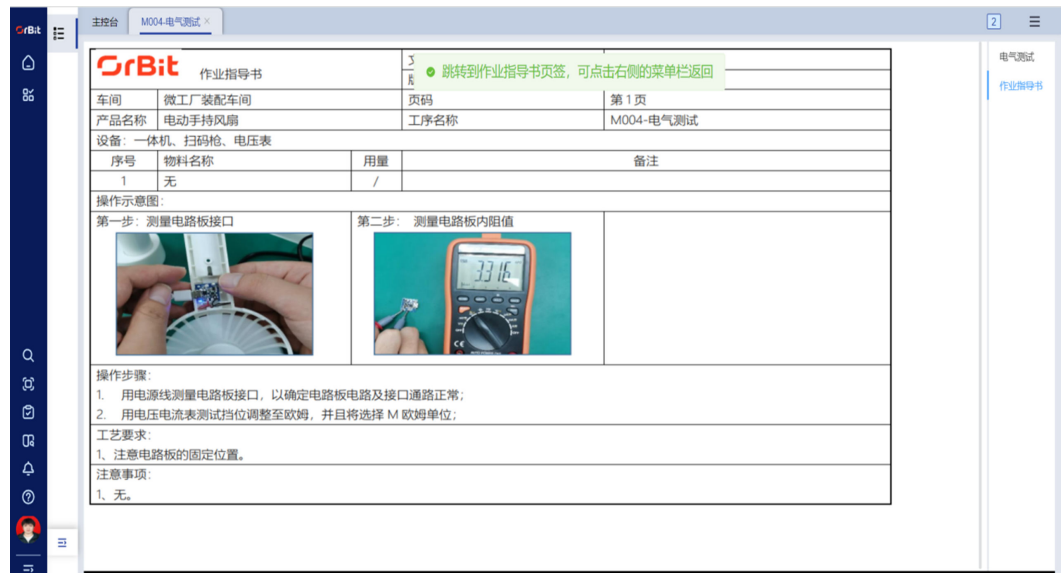 OrBit
主控台
M004-电气测试 ×
2
电气测试
作业指导书
OrBit 作业指导书
跳转到作业指导书页签，可点击右侧的菜单栏返回
车间 微工厂装配车间 页码 第1页
产品名称 电动手持风扇 工序名称 M004-电气测试
设备：一体机、扫码枪、电压表
序号 物料名称 用量 备注
1 无 /
操作示意图：
第一步：测量电路板接口 第二步： 测量电路板内阻值
3316
操作步骤：
1. 用电源线测量电路板接口，以确定电路板电路及接口通路正常；
2. 用电压电流表测试挡位调整至欧姆，并且将选择 M 欧姆单位；
工艺要求：
1、注意电路板的固定位置。
注意事项：
1、无。